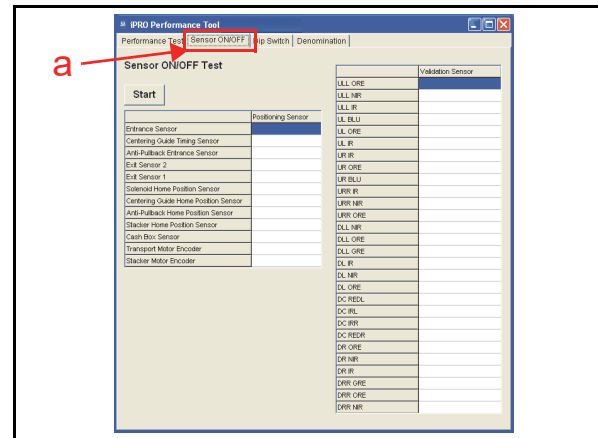 iPRO Performance Tool
Performance Test Sensor ON/OFF Dip Switch Denomination
a
Sensor ON/OFF Test
Start
Positioning Sensor
Entrance Sensor
Centering Guide Timing Sensor
Anti-Pullback Entrance Sensor
Exit Sensor 2
Exit Sensor 1
Solenoid Home Position Sensor
Centering Guide Home Position Sensor
Anti-Pullback Home Position Sensor
Stacker Home Position Sensor
Cash Box Sensor
Transport Motor Encoder
Stacker Motor Encoder
Validation Sensor
ULL ORE
ULL NIR
ULL IR
UL BLU
UL ORE
UL IR
UR IR
UR ORE
UR BLU
URR IR
URR NIR
URR ORE
DLL NIR
DLL ORE
DLL GRE
DL IR
DL NIR
DL ORE
DC REDL
DC IRL
DC IRR
DC REDR
DR ORE
DR NIR
DR IR
DRR GRE
DRR ORE
DRR NIR